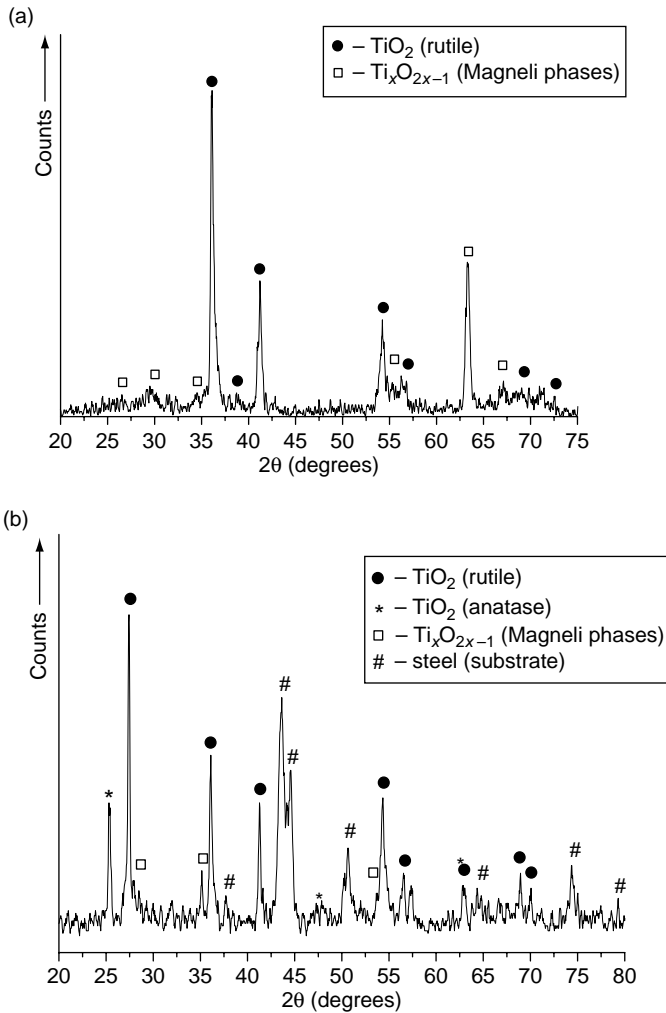 (a)
● – TiO₂ (rutile)
□ – TiₓO₂ₓ₋₁ (Magneli phases)
Counts
20 25 30 35 40 45 50 55 60 65 70 75
2θ (degrees)
(b)
● – TiO₂ (rutile)
* – TiO₂ (anatase)
□ – TiₓO₂ₓ₋₁ (Magneli phases)
# – steel (substrate)
Counts
# # # # # # # #
* * *
20 25 30 35 40 45 50 55 60 65 70 75 80
2θ (degrees)